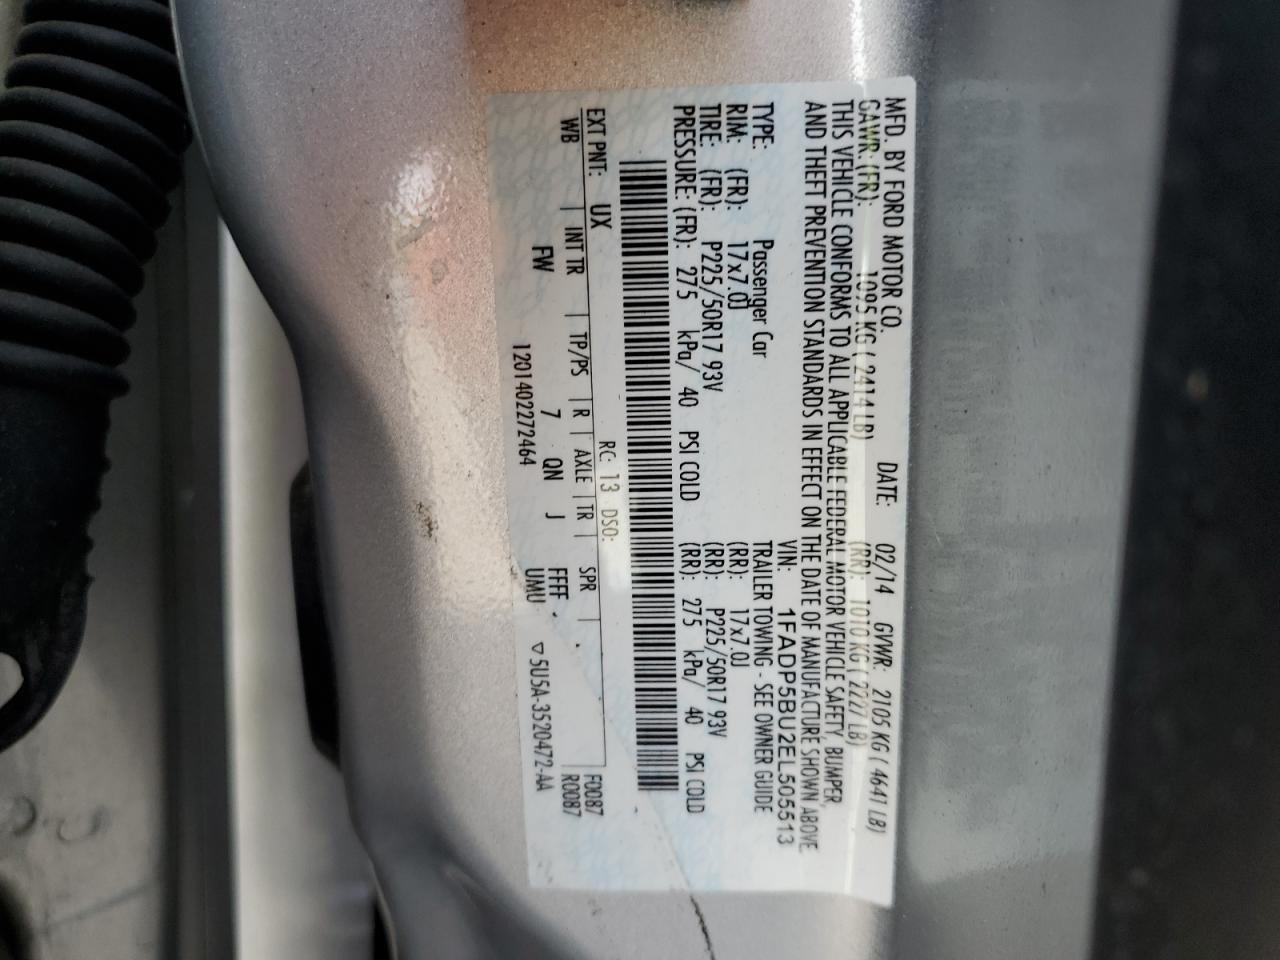 MFD. BY FORD MOTOR CO. DATE: 02/14 GVWR: 2105 KG ( 4641 LB)
GAWR: (FR): 1095 KG ( 2414 LB) (RR): 1010 KG ( 2227 LB)
THIS VEHICLE CONFORMS TO ALL APPLICABLE FEDERAL MOTOR VEHICLE SAFETY, BUMPER,
AND THEFT PREVENTION STANDARDS IN EFFECT ON THE DATE OF MANUFACTURE SHOWN ABOVE.
VIN: 1FADP5BU2EL505513
TYPE: Passenger Car TRAILER TOWING - SEE OWNER GUIDE
RIM: (FR): 17x7.0J (RR): 17x7.0J
TIRE: (FR): P225/50R17 93V (RR): P225/50R17 93V
PRESSURE: (FR): 275 kPa/ 40 PSI COLD (RR): 275 kPa/ 40 PSI COLD
EXT PNT: UX RC: 13 DSO: F0087
WB | INT TR | TP/PS | R | AXLE | TR | SPR | R0087
FW 7 QN J FFFF
1201402272464 UMU ▽5U5A-3520472-AA